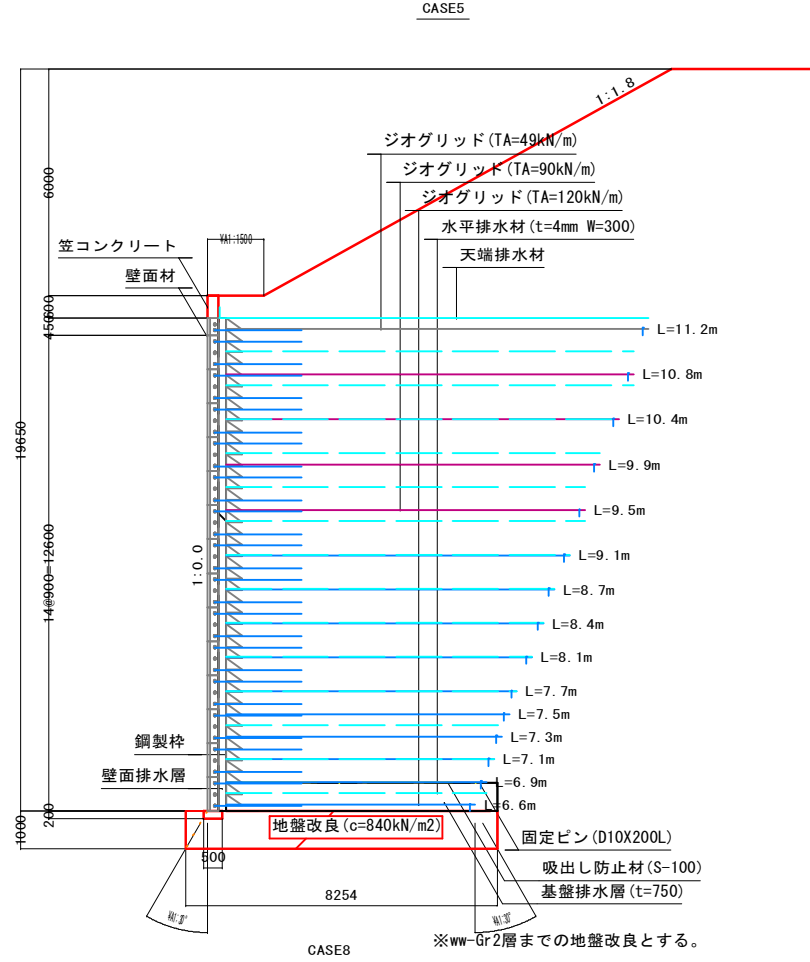 CASE5
1:1.8
ジオグリッド(TA=49kN/m)
ジオグリッド(TA=90kN/m)
ジオグリッド(TA=120kN/m)
水平排水材(t=4mm W=300)
天端排水材
6000
¥A1:1500
笠コンクリート
壁面材
600
450
L=11.2m
L=10.8m
L=10.4m
L=9.9m
L=9.5m
L=9.1m
L=8.7m
L=8.4m
L=8.1m
L=7.7m
L=7.5m
L=7.3m
L=7.1m
L=6.9m
L=6.6m
19650
14@900=12600
1:0.0
鋼製枠
壁面排水層
200
1000
地盤改良(c=840kN/m2)
500
固定ピン(D10X200L)
吸出し防止材(S-100)
基盤排水層(t=750)
8254
※ww-Gr2層までの地盤改良とする。
CASE8